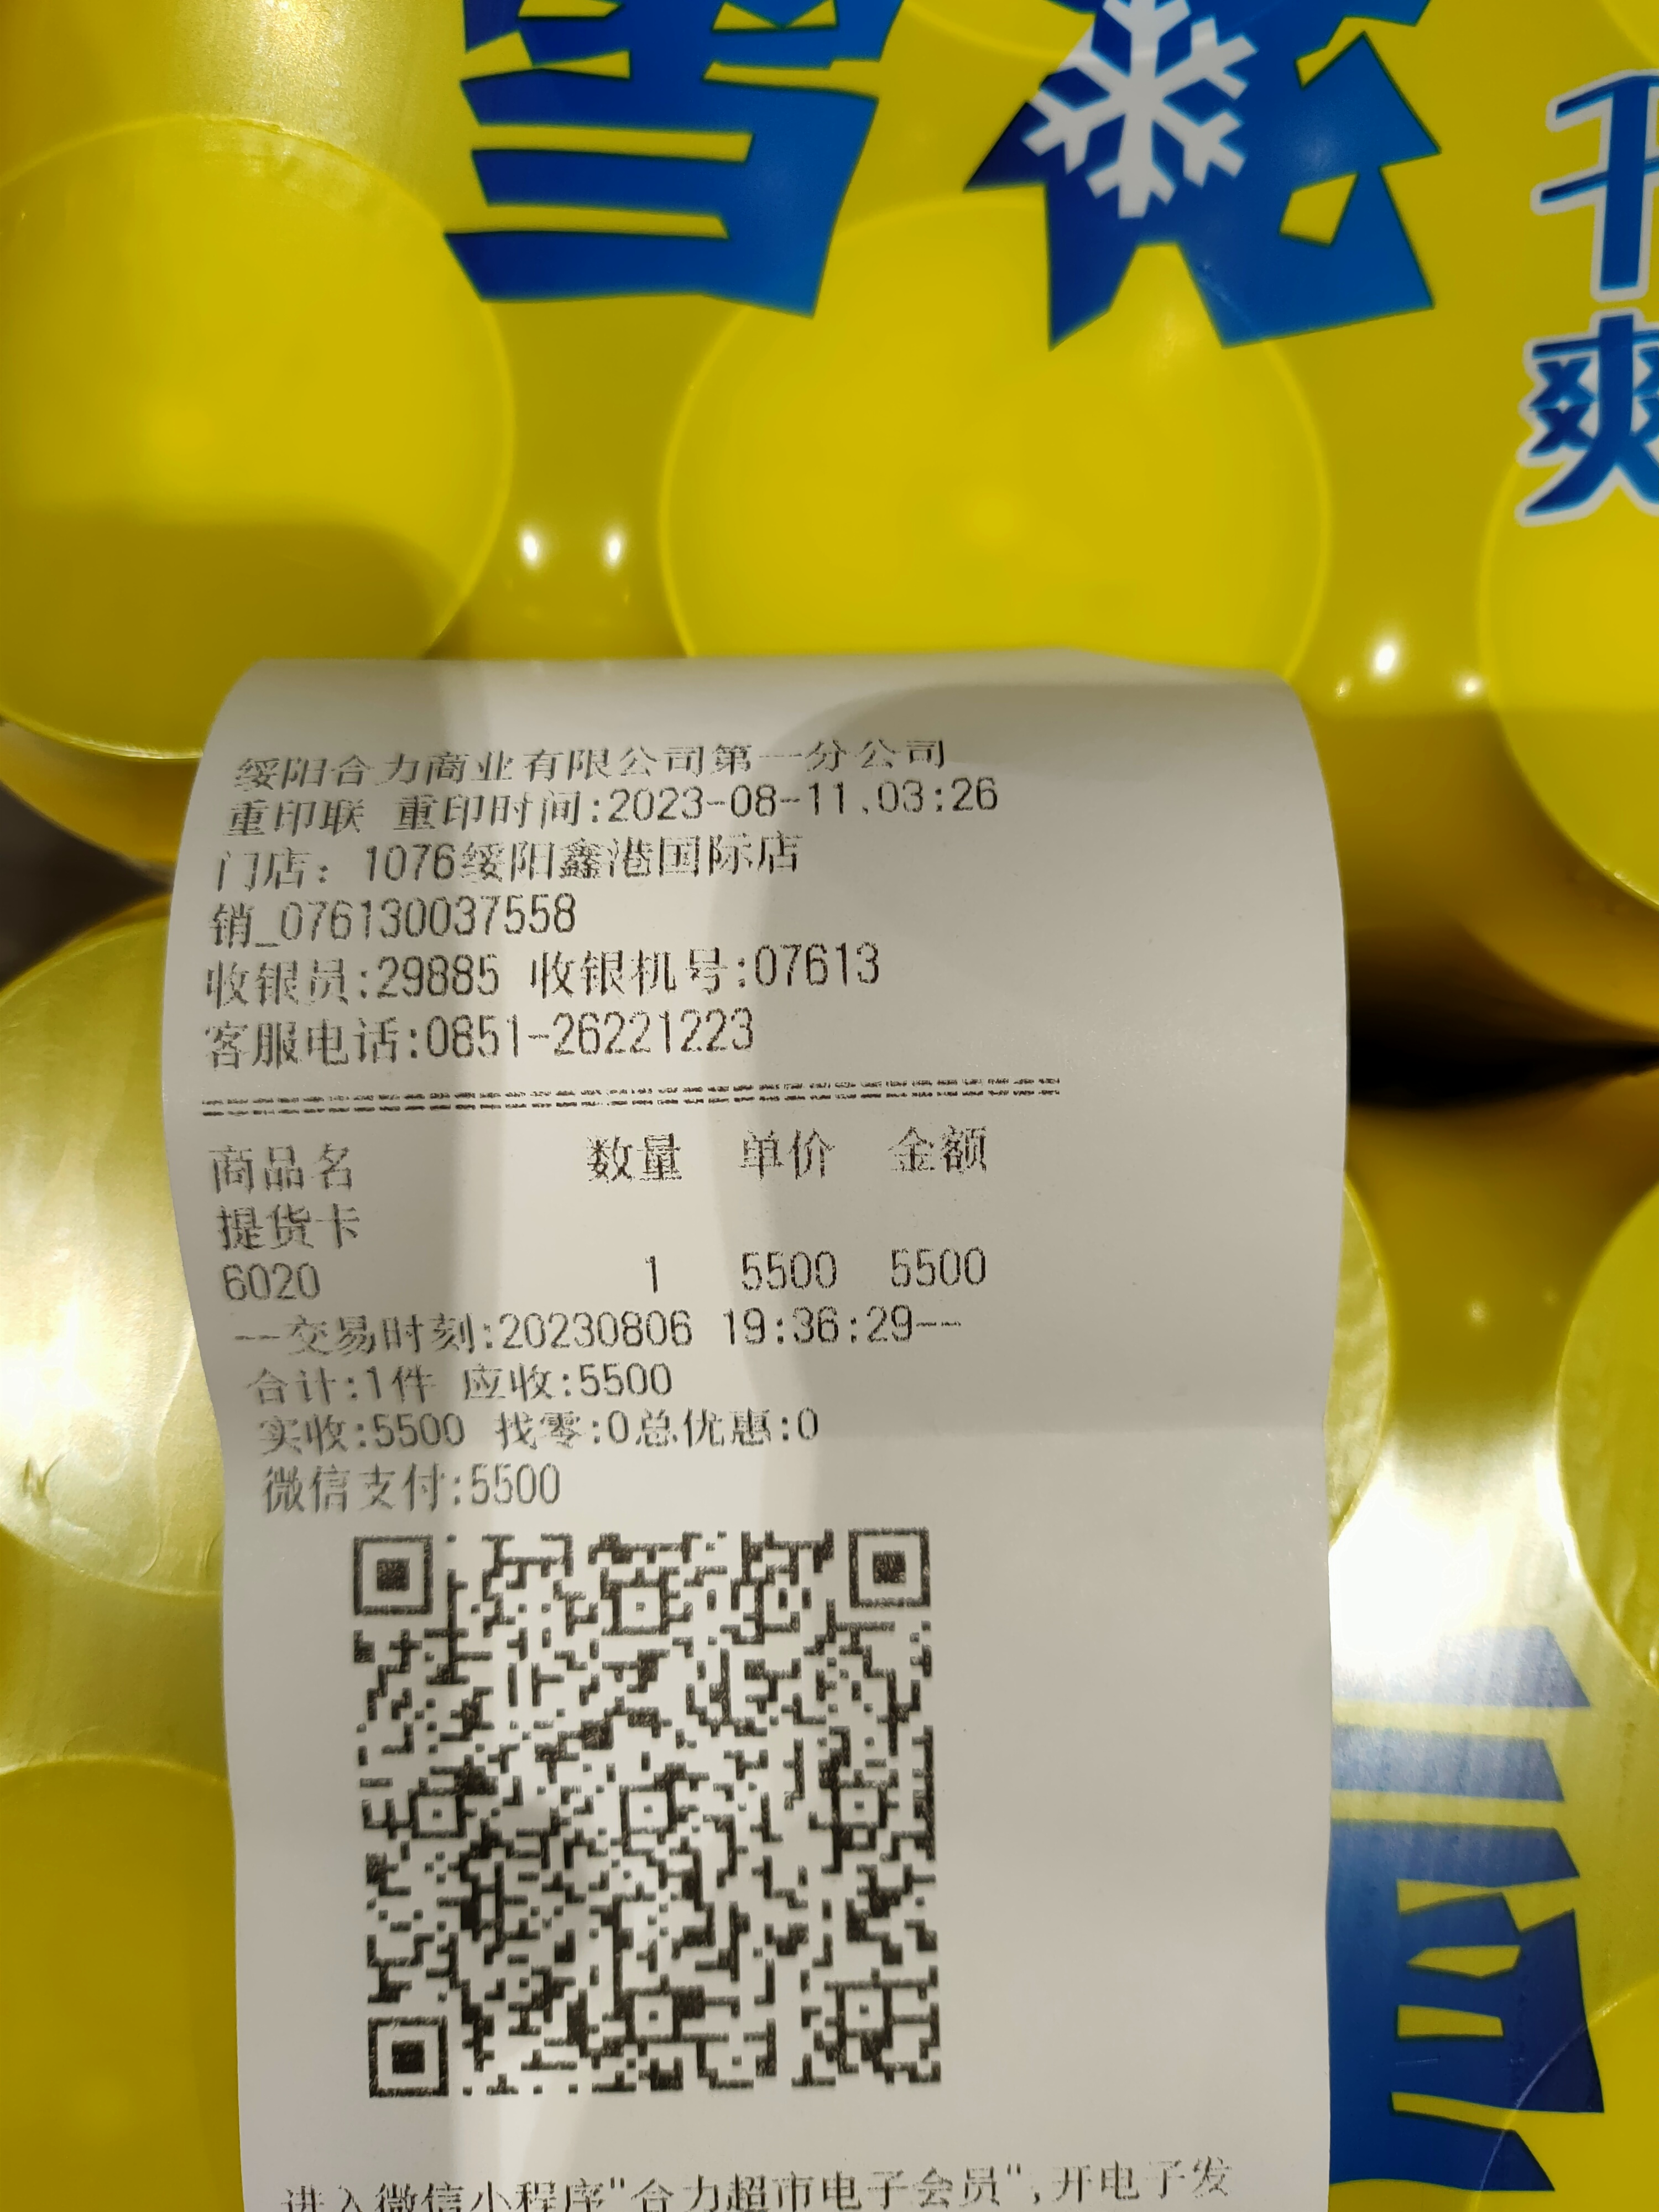 雪花
干
爽
绥阳合力商业有限公司第一分公司
重印联 重印时间:2023-08-11.03:26
门店：1076绥阳鑫港国际店
销_076130037558
收银员:29885 收银机号:07613
客服电话:0851-26221223
商品名 数量 单价 金额
提货卡
6020 1 5500 5500
--交易时刻:20230806 19:36:29--
合计:1件 应收:5500
实收:5500 找零:0总优惠:0
微信支付:5500
进入微信小程序"合力超市电子会员",开电子发